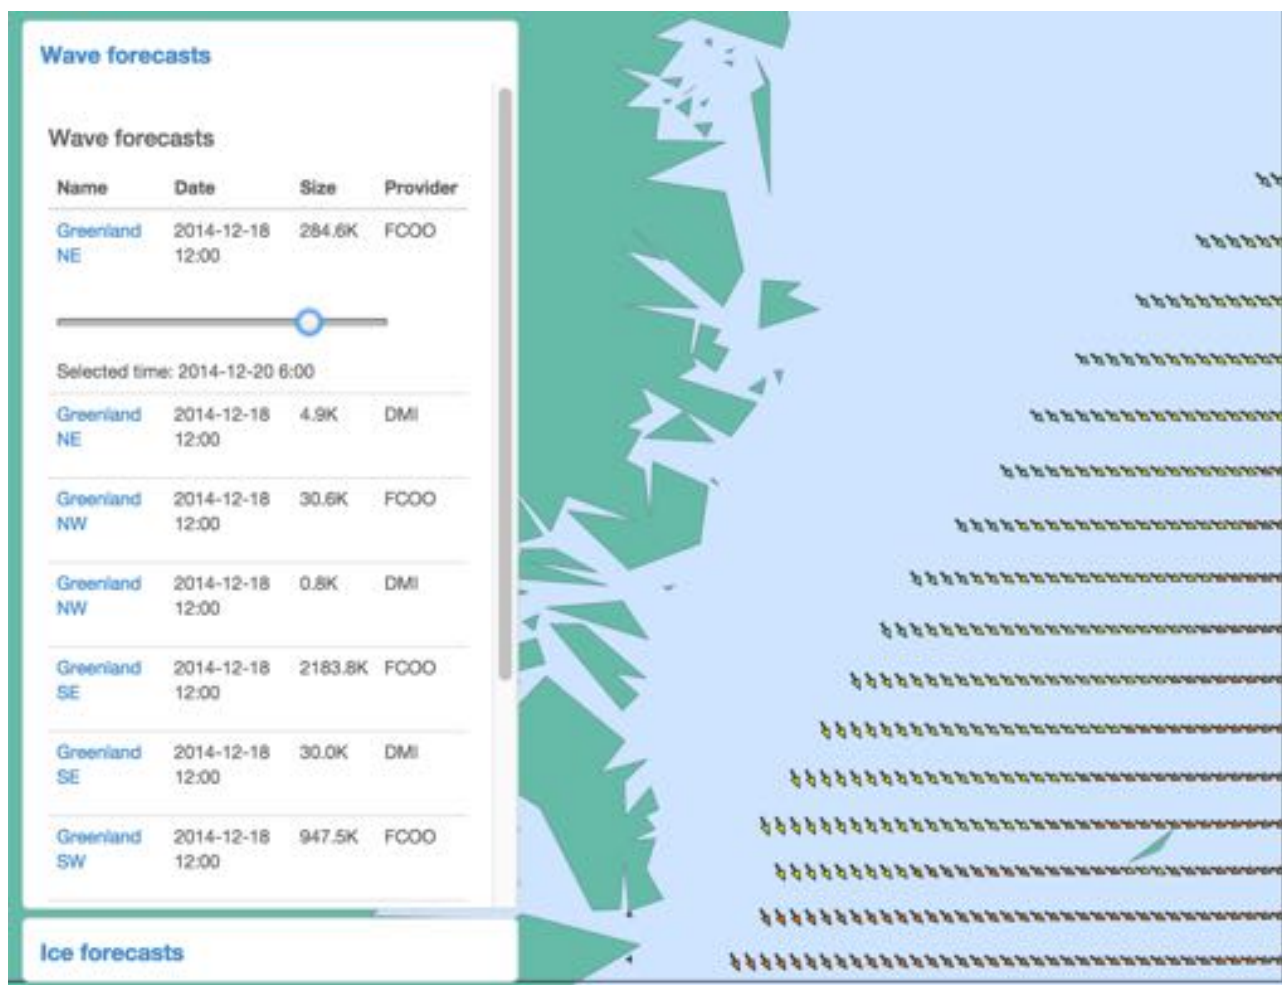 Wave forecasts
Wave forecasts
Name Date Size Provider
Greenland 2014-12-18 284.6K FCOO
NE 12:00
Selected time: 2014-12-20 6:00
Greenland 2014-12-18 4.9K DMI
NE 12:00
Greenland 2014-12-18 30.6K FCOO
NW 12:00
Greenland 2014-12-18 0.8K DMI
NW 12:00
Greenland 2014-12-18 2183.8K FCOO
SE 12:00
Greenland 2014-12-18 30.0K DMI
SE 12:00
Greenland 2014-12-18 947.5K FCOO
SW 12:00
Ice forecasts